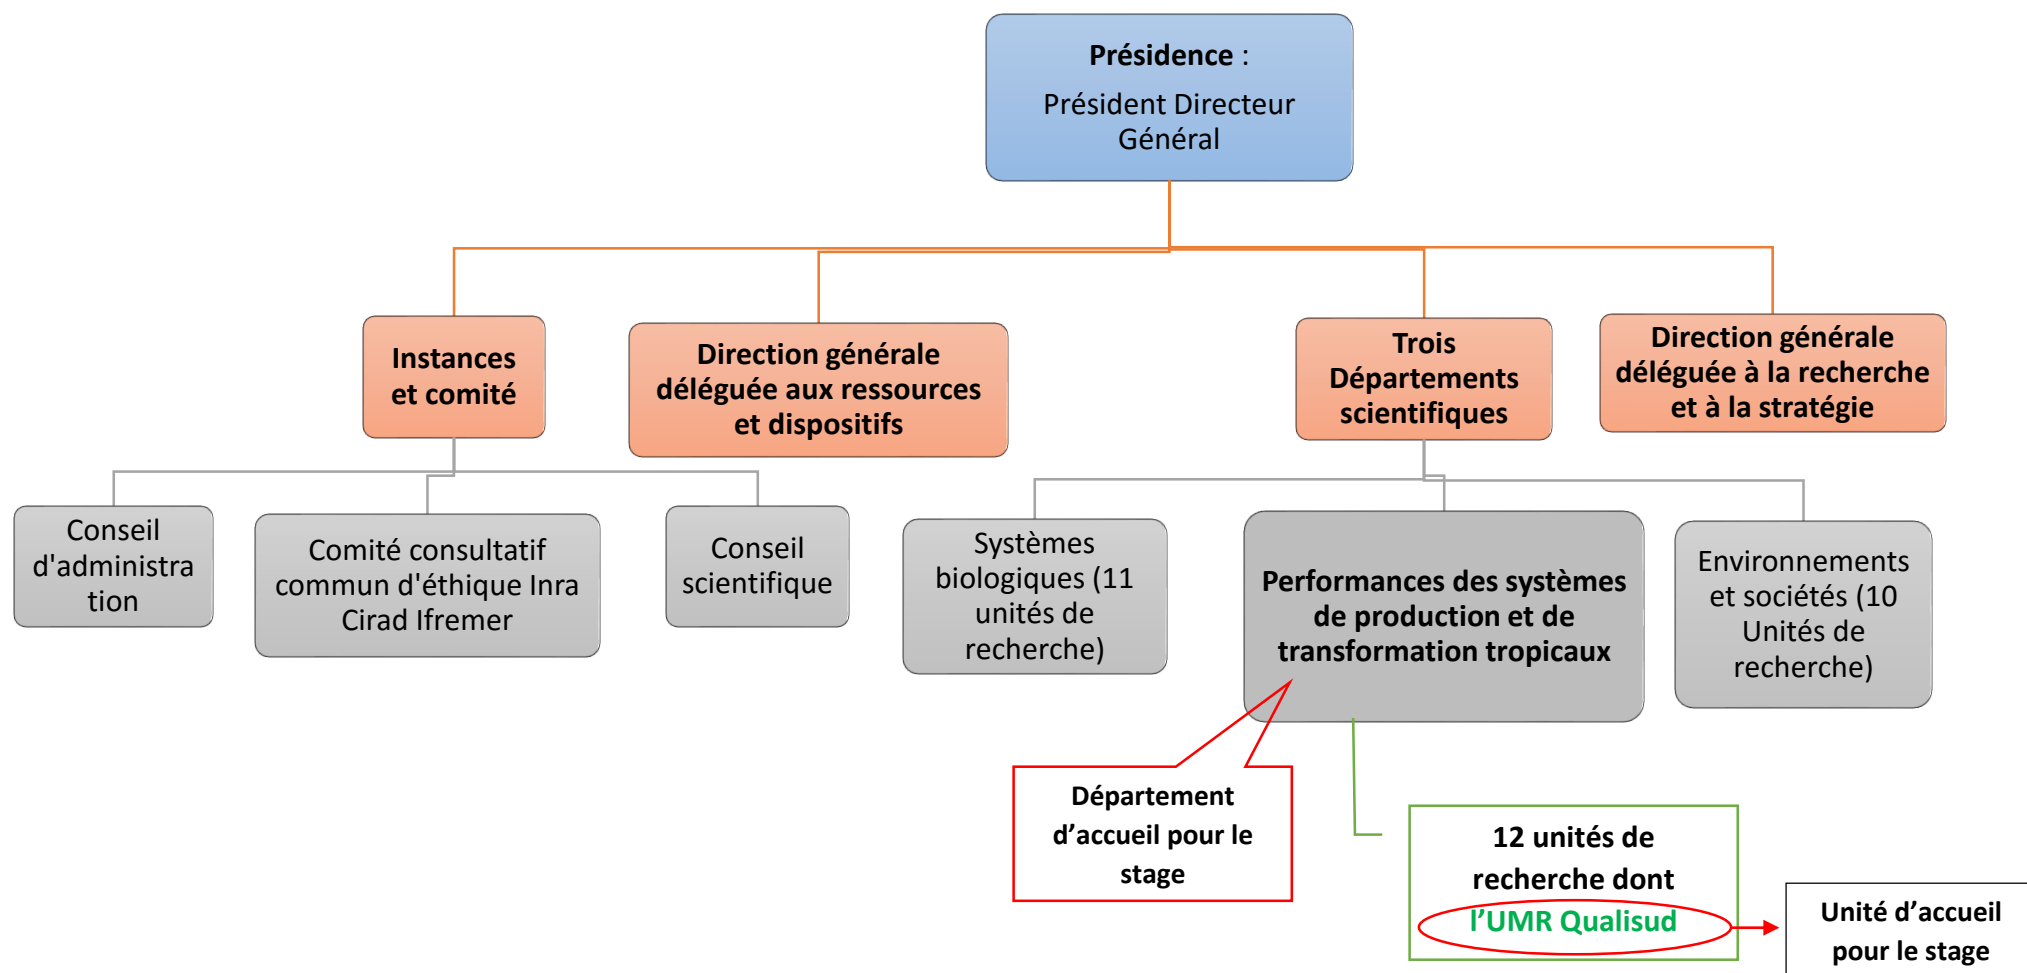 Présidence :
Président Directeur
Général
Instances
et comité
Direction générale
déléguée aux ressources
et dispositifs
Trois
Départements
scientifiques
Direction générale
déléguée à la recherche
et à la stratégie
Conseil
d'administra
tion
Comité consultatif
commun d'éthique Inra
Cirad Ifremer
Conseil
scientifique
Systèmes
biologiques (11
unités de
recherche)
Performances des systèmes
de production et de
transformation tropicaux
Environnements
et sociétés (10
Unités de
recherche)
Département
d’accueil pour le
stage
12 unités de
recherche dont
l’UMR Qualisud
Unité d’accueil
pour le stage